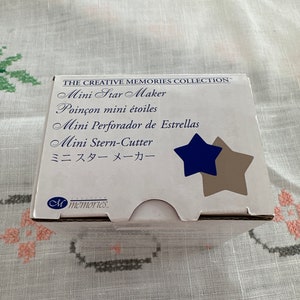 THE CREATIVE MEMORIES COLLECTION
Mini Star Maker
Poinçon mini étoiles
Mini Perforador de Estrellas
Mini Stern-Cutter
ミニ スター メーカー
M
memories